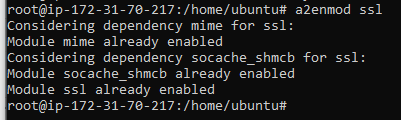 root@ip-172-31-70-217:/home/ubuntu# a2enmod ssl
Considering dependency mime for ssl:
Module mime already enabled
Considering dependency socache_shmcb for ssl:
Module socache_shmcb already enabled
Module ssl already enabled
root@ip-172-31-70-217:/home/ubuntu#